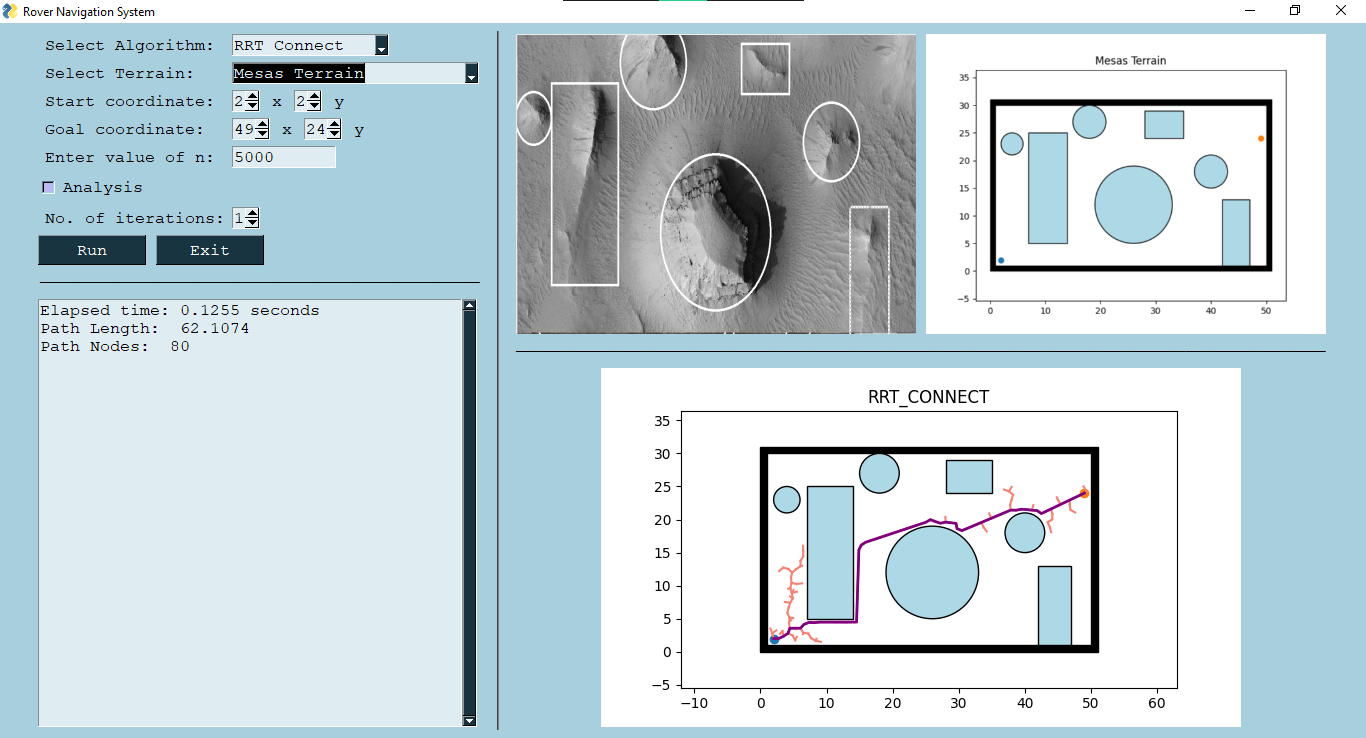 Rover Navigation System
Select Algorithm: RRT Connect
Select Terrain: Mesas Terrain
Start coordinate: 2 x 2 y
Goal coordinate: 49 x 24 y
Enter value of n: 5000
Analysis
No. of iterations: 1
Run Exit
Elapsed time: 0.1255 seconds
Path Length: 62.1074
Path Nodes: 80
Mesas Terrain
35
30
25
20
15
10
5
0
−5
0 10 20 30 40 50
RRT_CONNECT
35
30
25
20
15
10
5
0
−5
−10 0 10 20 30 40 50 60